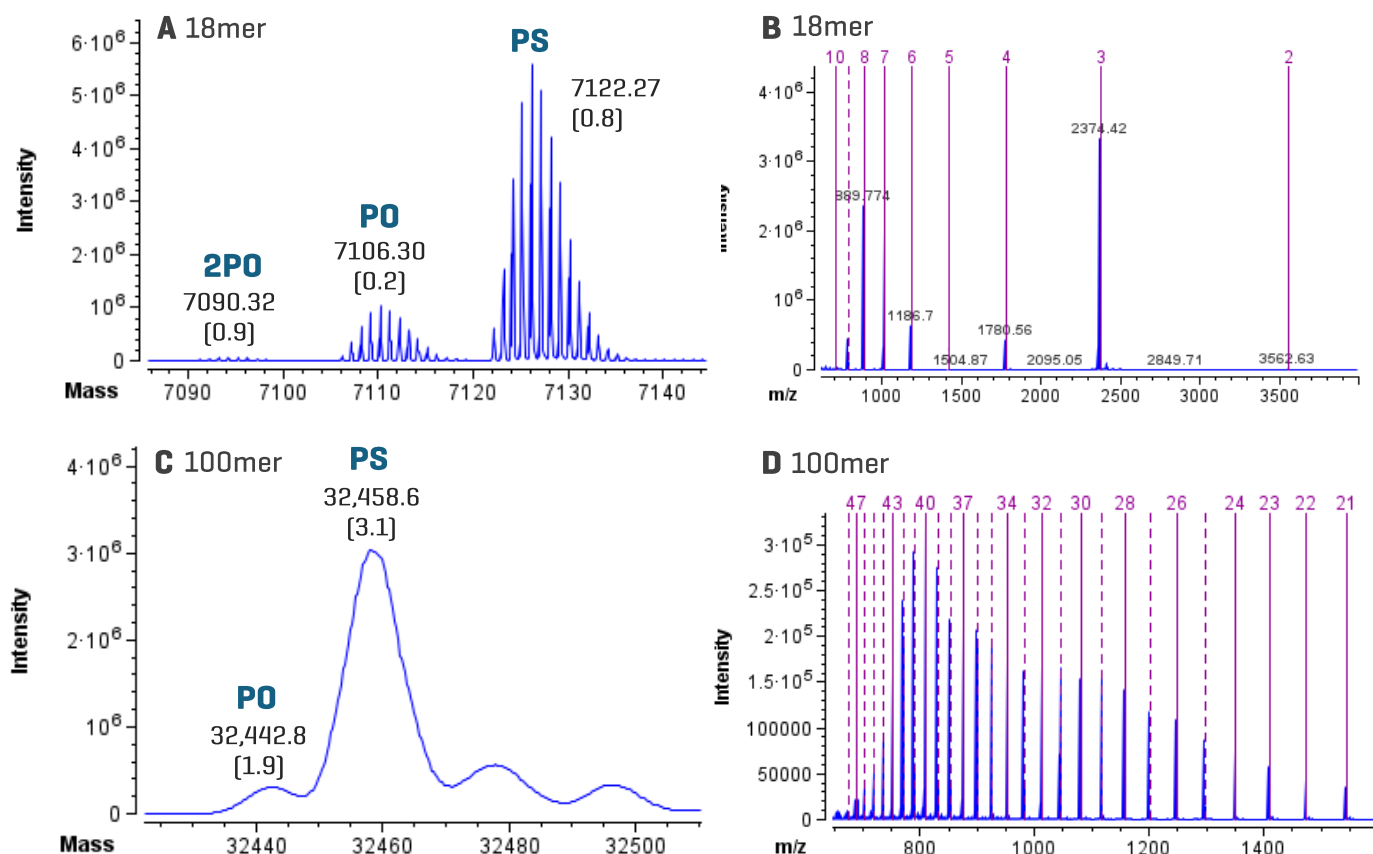 A 18mer
PS
7122.27
(0.8)
PO
7106.30
(0.2)
2PO
7090.32
(0.9)
Intensity
6·10⁶
5·10⁶
4·10⁶
3·10⁶
2·10⁶
10⁶
0
Mass
7090 7100 7110 7120 7130 7140
B 18mer
10 8 7 6 5 4 3 2
Intensity
4·10⁶
3·10⁶
2·10⁶
10⁶
0
889.774
1186.7
1504.87
1780.56
2095.05
2374.42
2849.71
3562.63
m/z
1000 1500 2000 2500 3000 3500
C 100mer
PS
32,458.6
(3.1)
PO
32,442.8
(1.9)
Intensity
4·10⁶
3·10⁶
2·10⁶
10⁶
0
Mass
32440 32460 32480 32500
D 100mer
47 43 40 37 34 32 30 28 26 24 23 22 21
Intensity
3·10⁵
2.5·10⁵
2·10⁵
1.5·10⁵
100000
50000
0
m/z
800 1000 1200 1400